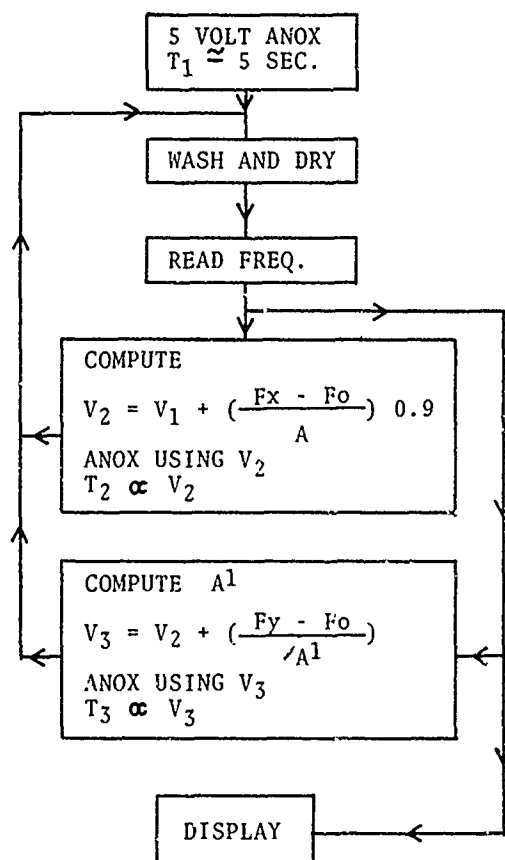 5 VOLT ANOX
T₁ ≅ 5 SEC.
WASH AND DRY
READ FREQ.
COMPUTE
V₂ = V₁ + (Fx - Fo / A) 0.9
ANOX USING V₂
T₂ ∝ V₂
COMPUTE A¹
V₃ = V₂ + (Fy - Fo / A¹)
ANOX USING V₃
T₃ ∝ V₃
DISPLAY